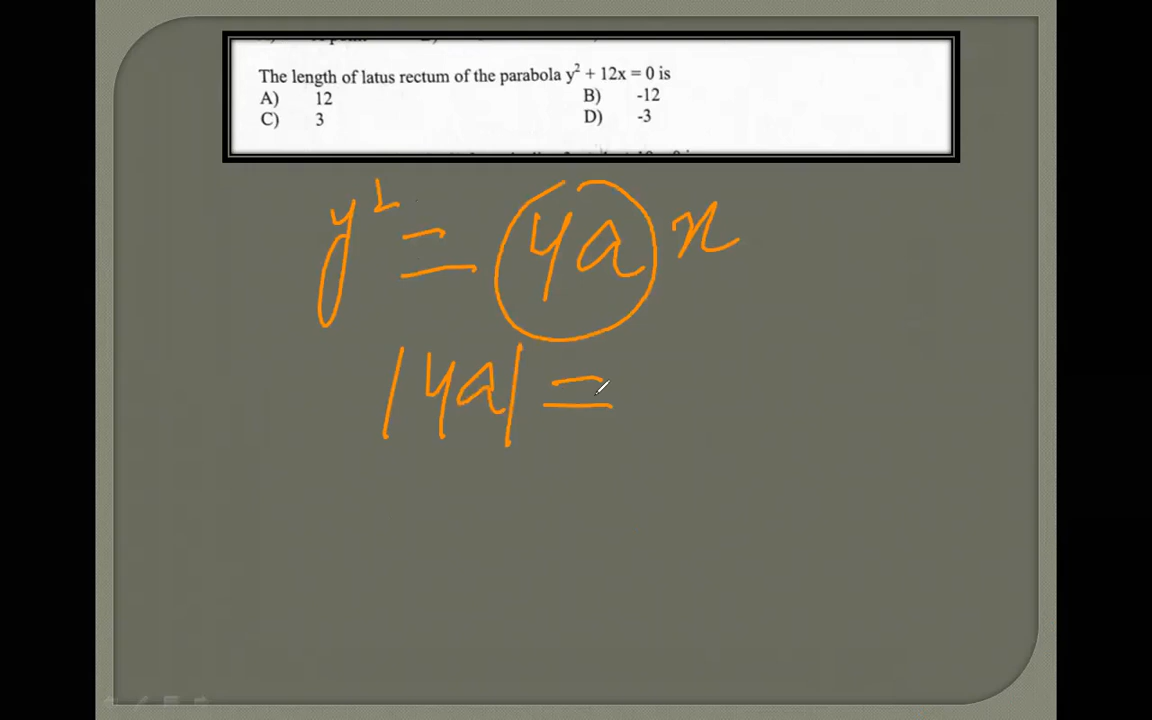 The length of latus rectum of the parabola y² + 12x = 0 is
A) 12 B) -12
C) 3 D) -3
y² = 4a x
|4a| =